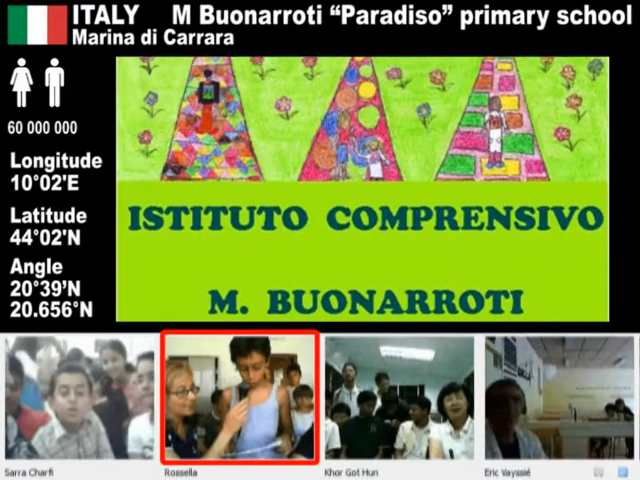 ITALY M Buonarroti “Paradiso” primary school
Marina di Carrara
60 000 000
Longitude
10°02'E
Latitude
44°02'N
Angle
20°39’N
20.656°N
ISTITUTO COMPRENSIVO
M. BUONARROTI
Sarra Charfi
Rossella
Khor Got Hun
Eric Vayssié